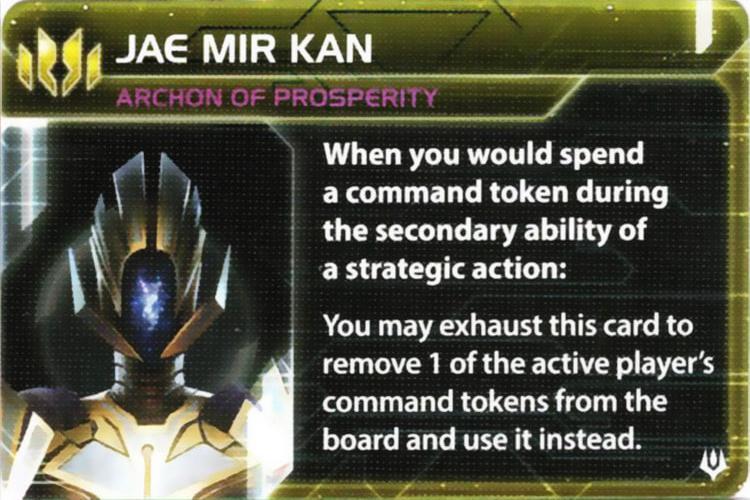 JAE MIR KAN
ARCHON OF PROSPERITY
When you would spend
a command token during
the secondary ability of
a strategic action:
You may exhaust this card to
remove 1 of the active player's
command tokens from the
board and use it instead.